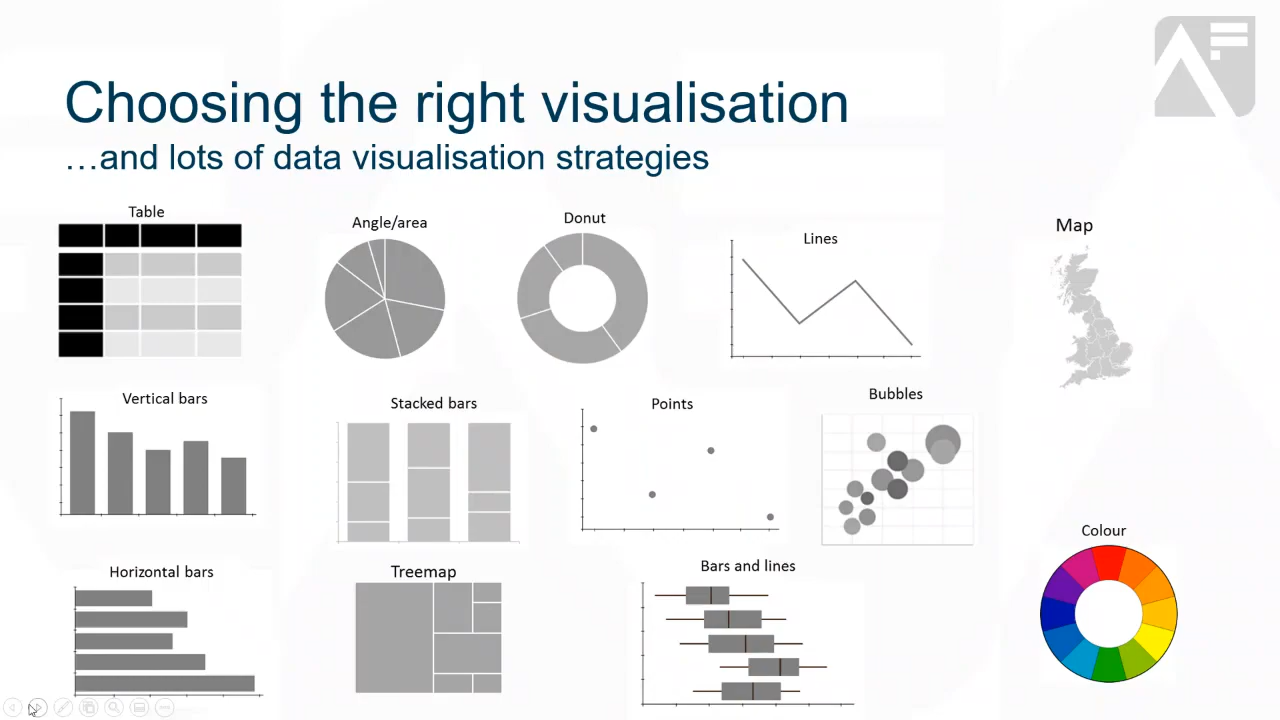 Choosing the right visualisation
…and lots of data visualisation strategies
Table
Angle/area
Donut
Lines
Map
Vertical bars
Stacked bars
Points
Bubbles
Colour
Horizontal bars
Treemap
Bars and lines